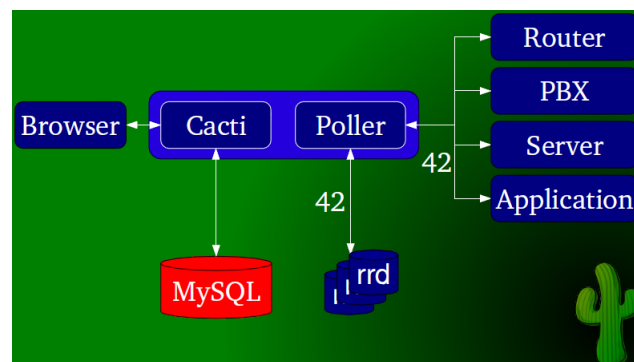 Router
PBX
Browser
Cacti
Poller
Server
42
Application
42
MySQL
rrd